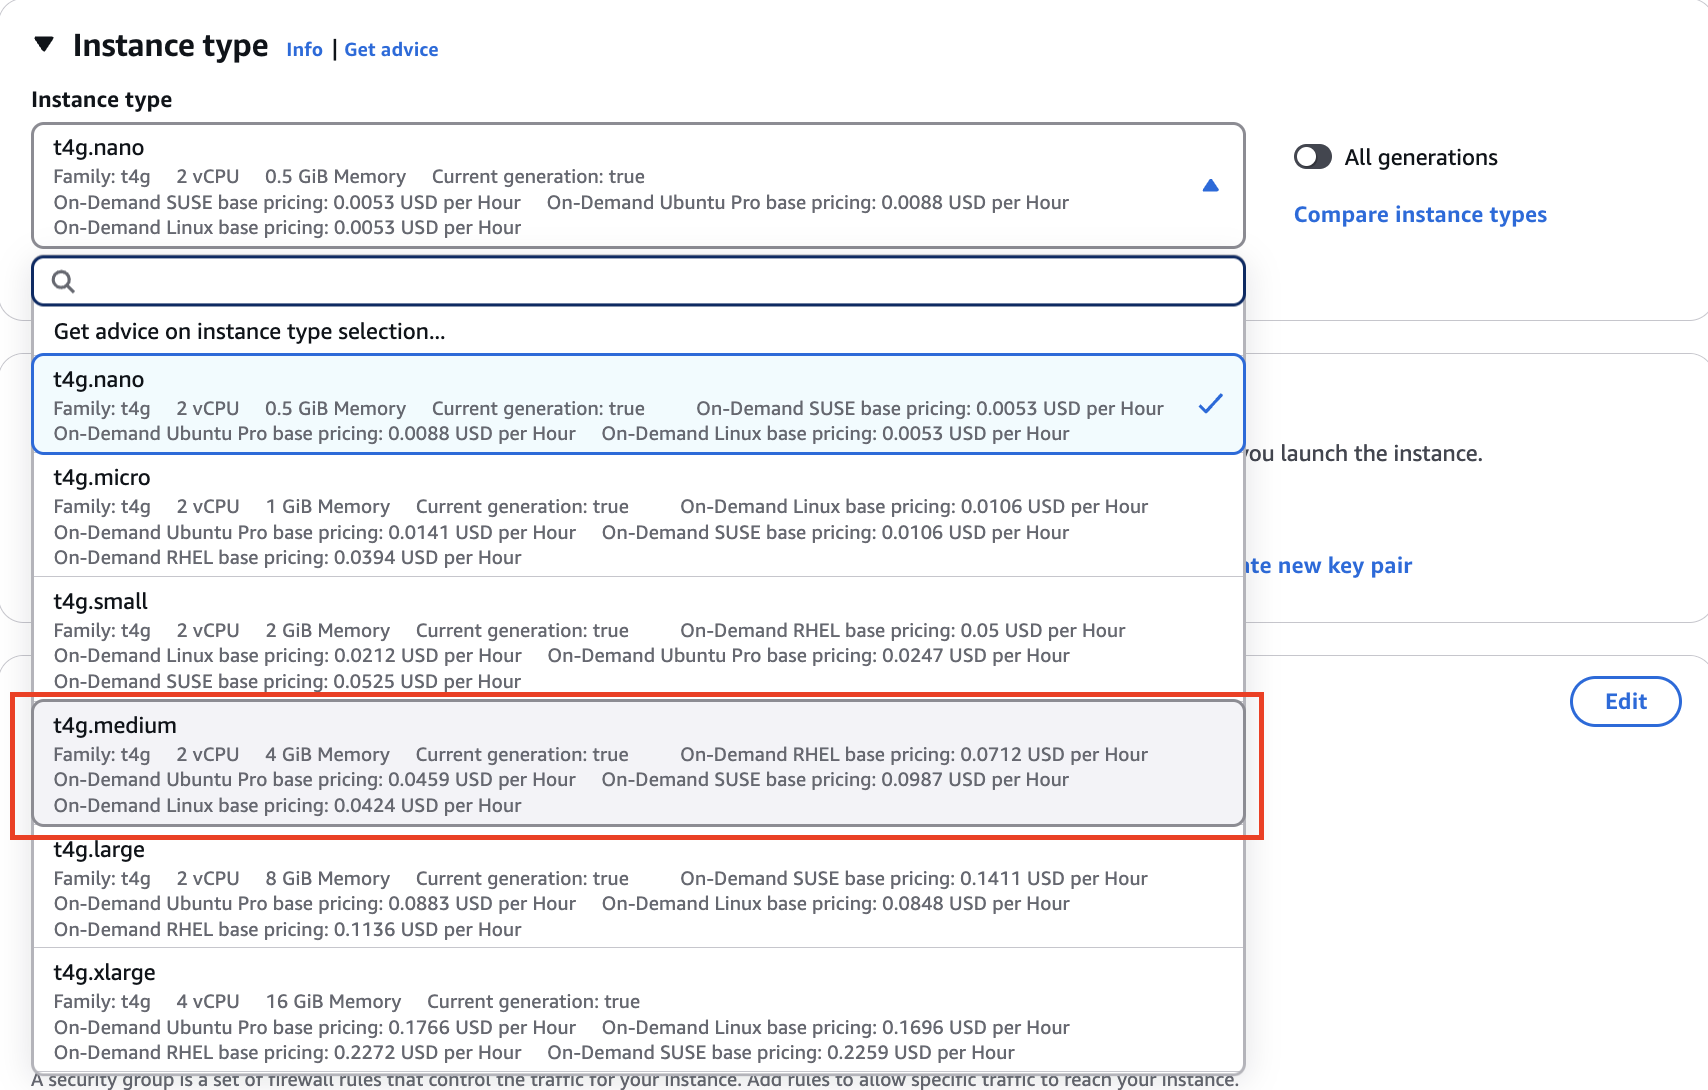 Instance type Info | Get advice
Instance type
t4g.nano
Family: t4g 2 vCPU 0.5 GiB Memory Current generation: true
On-Demand SUSE base pricing: 0.0053 USD per Hour On-Demand Ubuntu Pro base pricing: 0.0088 USD per Hour
On-Demand Linux base pricing: 0.0053 USD per Hour
All generations
Compare instance types
Get advice on instance type selection...
t4g.nano
Family: t4g 2 vCPU 0.5 GiB Memory Current generation: true On-Demand SUSE base pricing: 0.0053 USD per Hour
On-Demand Ubuntu Pro base pricing: 0.0088 USD per Hour On-Demand Linux base pricing: 0.0053 USD per Hour
you launch the instance.
t4g.micro
Family: t4g 2 vCPU 1 GiB Memory Current generation: true On-Demand Linux base pricing: 0.0106 USD per Hour
On-Demand Ubuntu Pro base pricing: 0.0141 USD per Hour On-Demand SUSE base pricing: 0.0106 USD per Hour
On-Demand RHEL base pricing: 0.0394 USD per Hour
new key pair
t4g.small
Family: t4g 2 vCPU 2 GiB Memory Current generation: true On-Demand RHEL base pricing: 0.05 USD per Hour
On-Demand Linux base pricing: 0.0212 USD per Hour On-Demand Ubuntu Pro base pricing: 0.0247 USD per Hour
On-Demand SUSE base pricing: 0.0525 USD per Hour
Edit
t4g.medium
Family: t4g 2 vCPU 4 GiB Memory Current generation: true On-Demand RHEL base pricing: 0.0712 USD per Hour
On-Demand Ubuntu Pro base pricing: 0.0459 USD per Hour On-Demand SUSE base pricing: 0.0987 USD per Hour
On-Demand Linux base pricing: 0.0424 USD per Hour
t4g.large
Family: t4g 2 vCPU 8 GiB Memory Current generation: true On-Demand SUSE base pricing: 0.1411 USD per Hour
On-Demand Ubuntu Pro base pricing: 0.0883 USD per Hour On-Demand Linux base pricing: 0.0848 USD per Hour
On-Demand RHEL base pricing: 0.1136 USD per Hour
t4g.xlarge
Family: t4g 4 vCPU 16 GiB Memory Current generation: true
On-Demand Ubuntu Pro base pricing: 0.1766 USD per Hour On-Demand Linux base pricing: 0.1696 USD per Hour
On-Demand RHEL base pricing: 0.2272 USD per Hour On-Demand SUSE base pricing: 0.2259 USD per Hour
A security group is a set of firewall rules that control the traffic for your instance. Add rules to allow specific traffic to reach your instance.